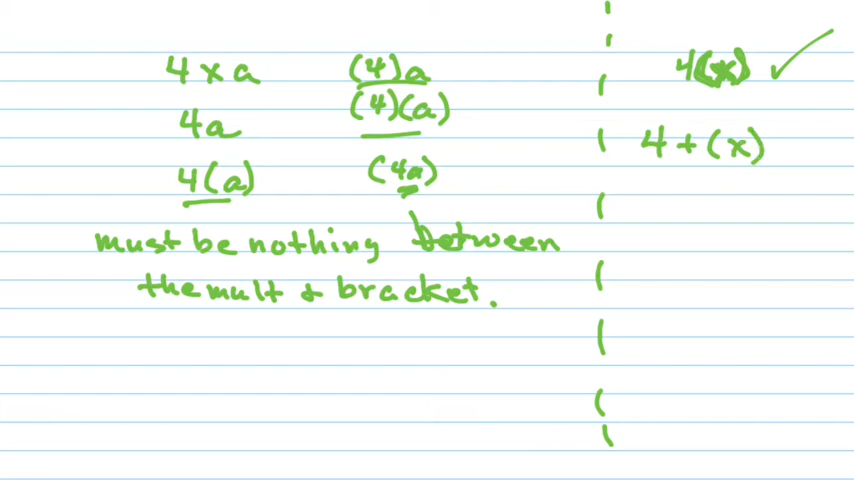 4 x a
4a
4(a)
(4)a
(4)(a)
(4a)
must be nothing between
the mult + bracket.
4(x) ✓
4 + (x)